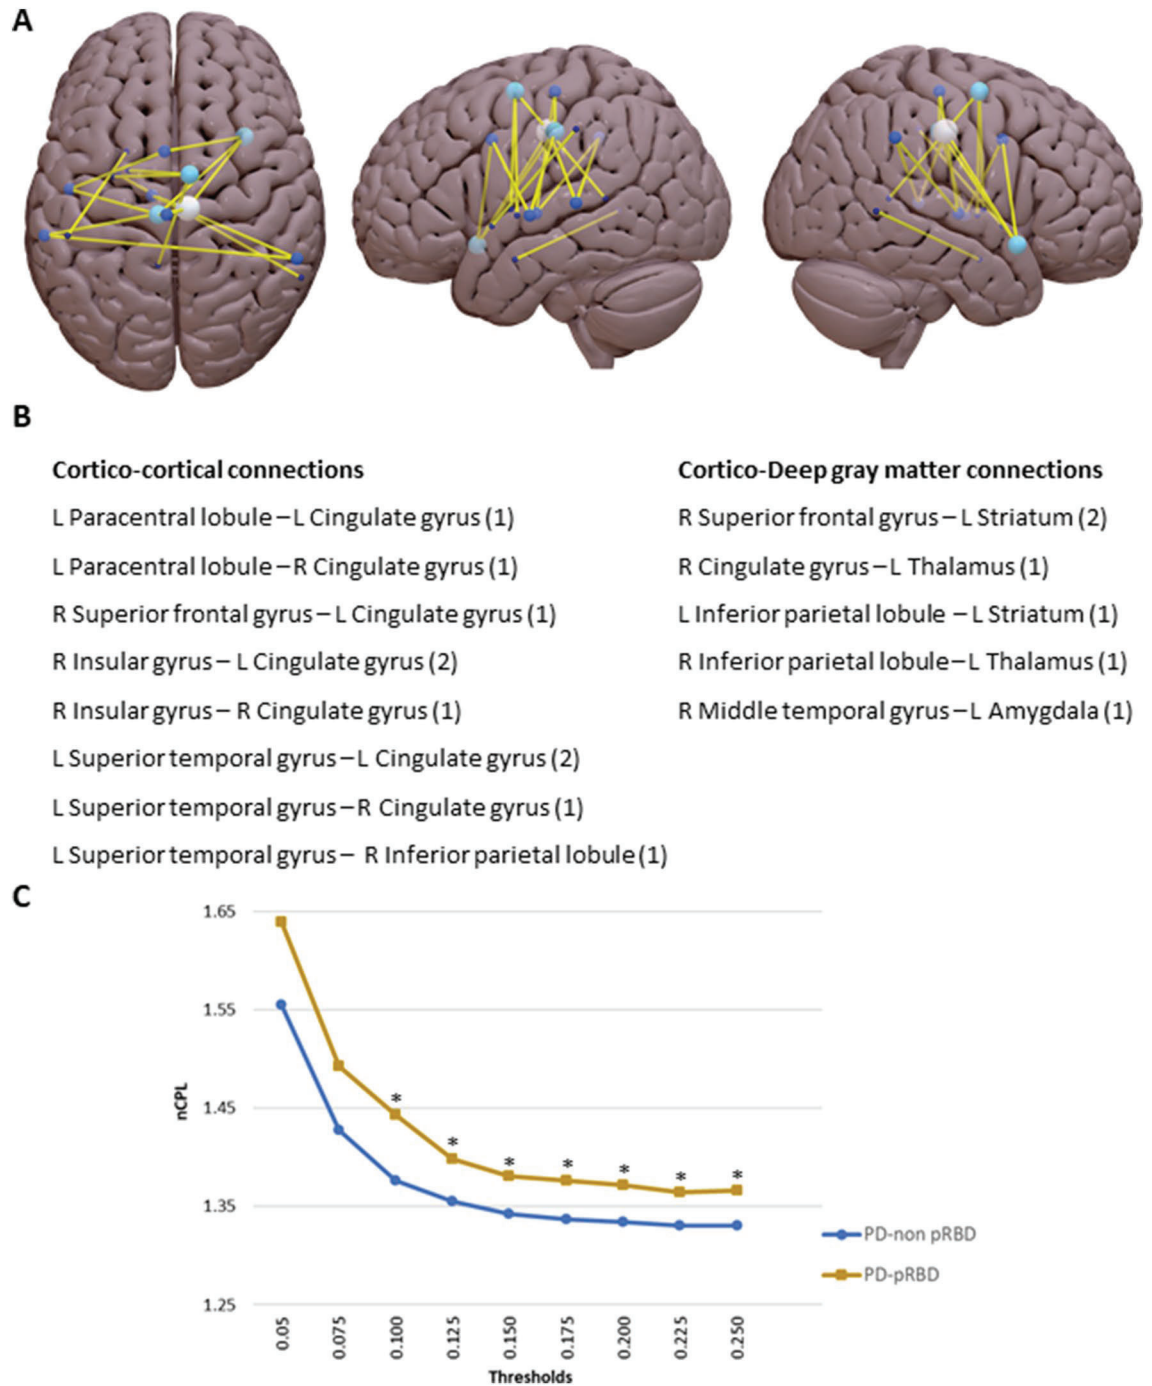 A
B
Cortico-cortical connections
L Paracentral lobule – L Cingulate gyrus (1)
L Paracentral lobule – R Cingulate gyrus (1)
R Superior frontal gyrus – L Cingulate gyrus (1)
R Insular gyrus – L Cingulate gyrus (2)
R Insular gyrus – R Cingulate gyrus (1)
L Superior temporal gyrus – L Cingulate gyrus (2)
L Superior temporal gyrus – R Cingulate gyrus (1)
L Superior temporal gyrus – R Inferior parietal lobule (1)
Cortico-Deep gray matter connections
R Superior frontal gyrus – L Striatum (2)
R Cingulate gyrus – L Thalamus (1)
L Inferior parietal lobule – L Striatum (1)
R Inferior parietal lobule – L Thalamus (1)
R Middle temporal gyrus – L Amygdala (1)
C
1.65
1.55
1.45
1.35
1.25
nCPL
* * * * * * *
0.05 0.075 0.100 0.125 0.150 0.175 0.200 0.225 0.250
Thresholds
PD-non pRBD
PD-pRBD